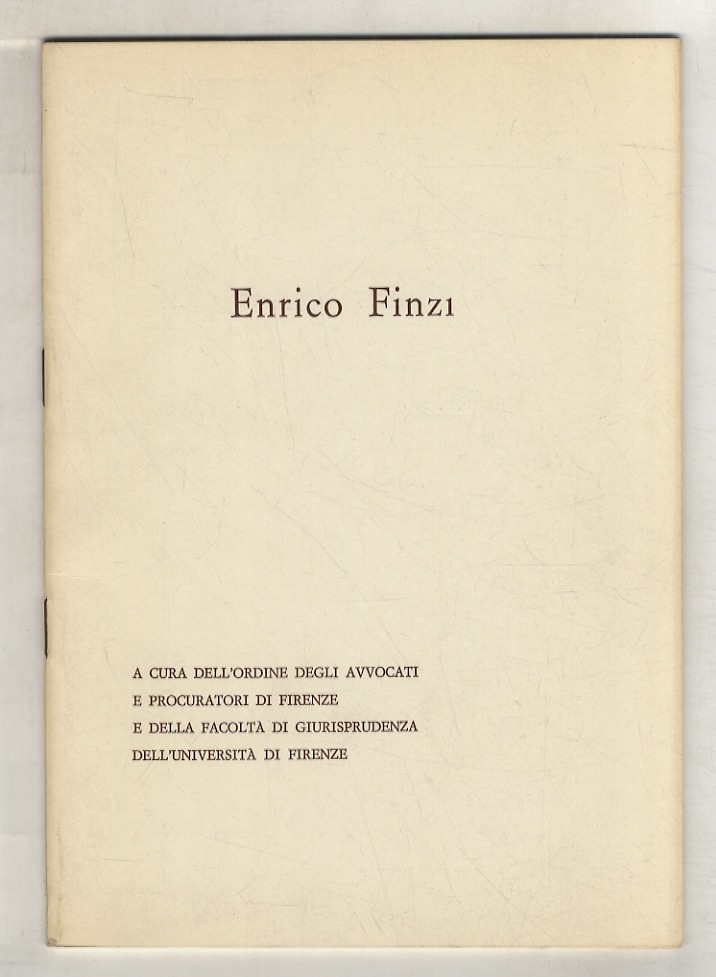 Enrico Finzi
A CURA DELL'ORDINE DEGLI AVVOCATI
E PROCURATORI DI FIRENZE
E DELLA FACOLTÀ DI GIURISPRUDENZA
DELL'UNIVERSITÀ DI FIRENZE